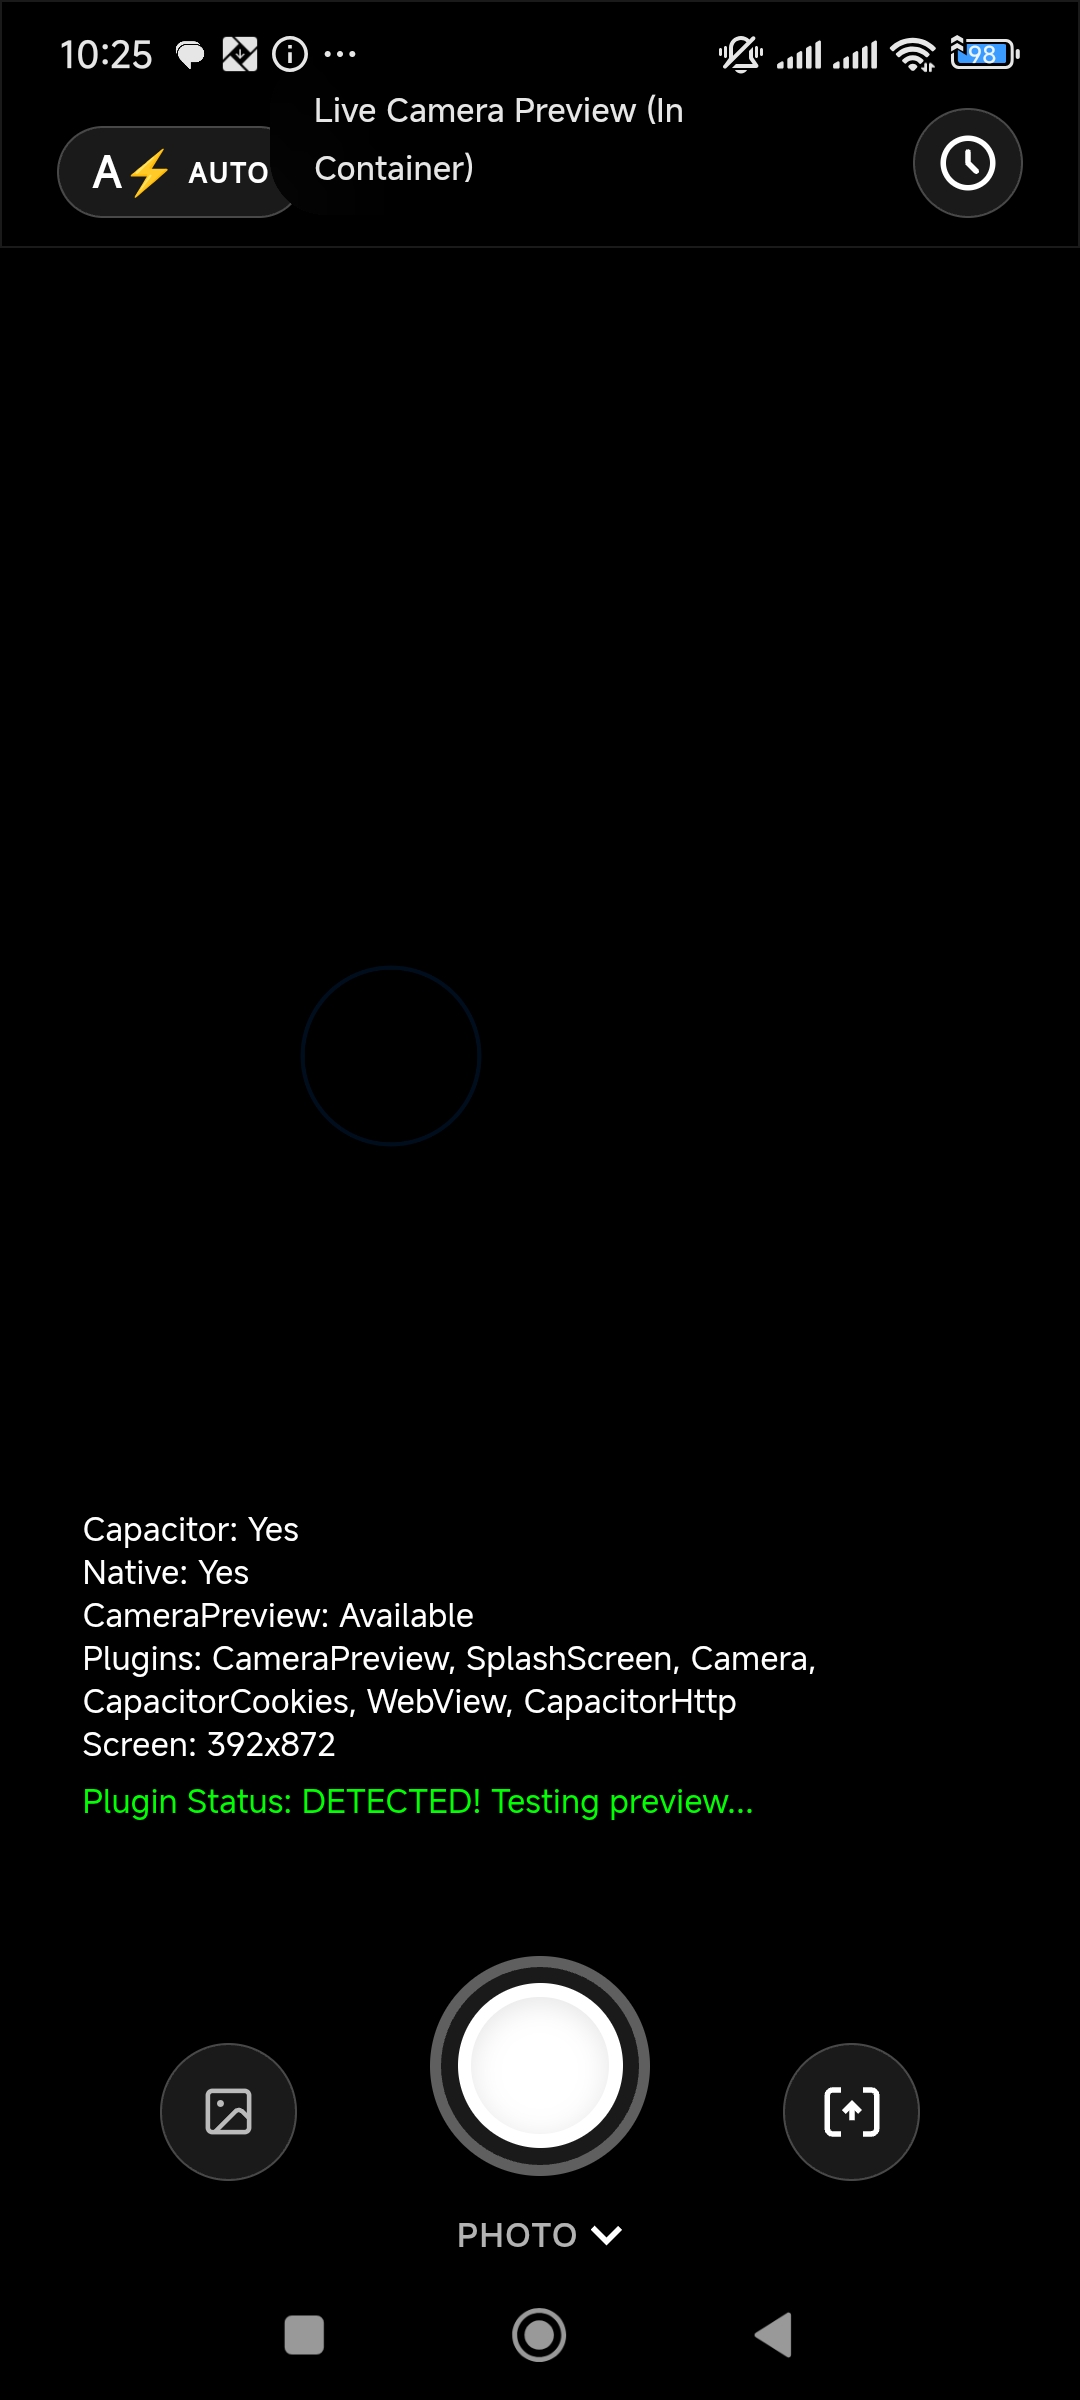 10:25
98
Live Camera Preview (In
Container)
A⚡ AUTO
Capacitor: Yes
Native: Yes
CameraPreview: Available
Plugins: CameraPreview, SplashScreen, Camera,
CapacitorCookies, WebView, CapacitorHttp
Screen: 392x872
Plugin Status: DETECTED! Testing preview...
PHOTO